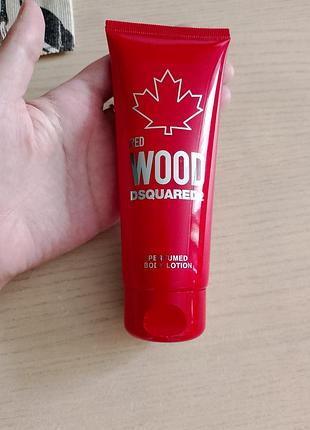 RED
WOOD
DSQUARED2
PERFUMED
BODY LOTION